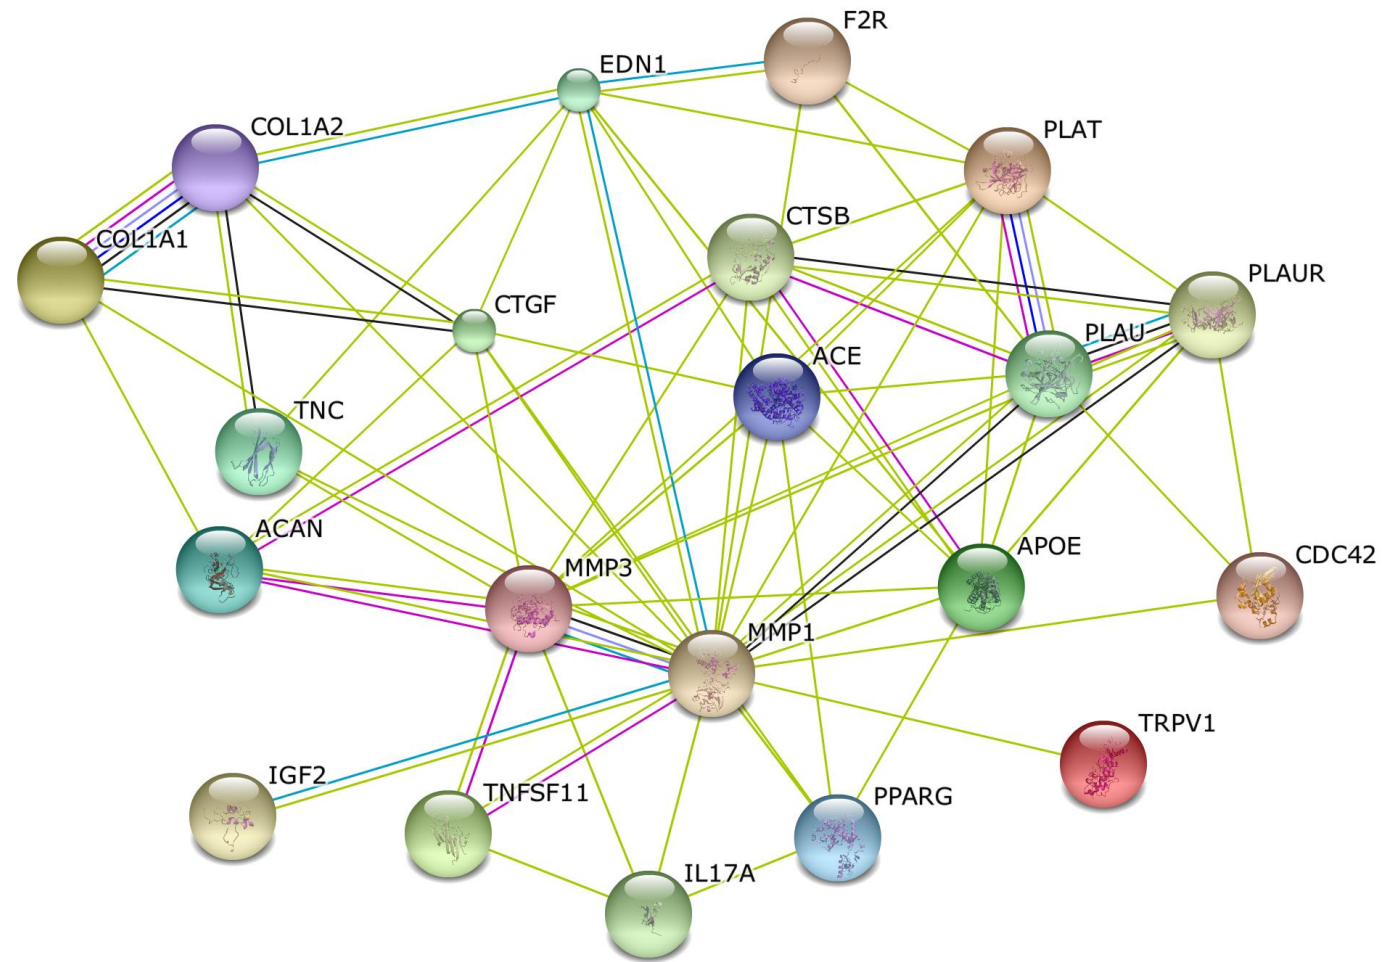 F2R
EDN1
COL1A2
PLAT
CTSB
COL1A1
PLAUR
CTGF
PLAU
ACE
TNC
ACAN
APOE
CDC42
MMP3
MMP1
TRPV1
IGF2
TNFSF11
PPARG
IL17A